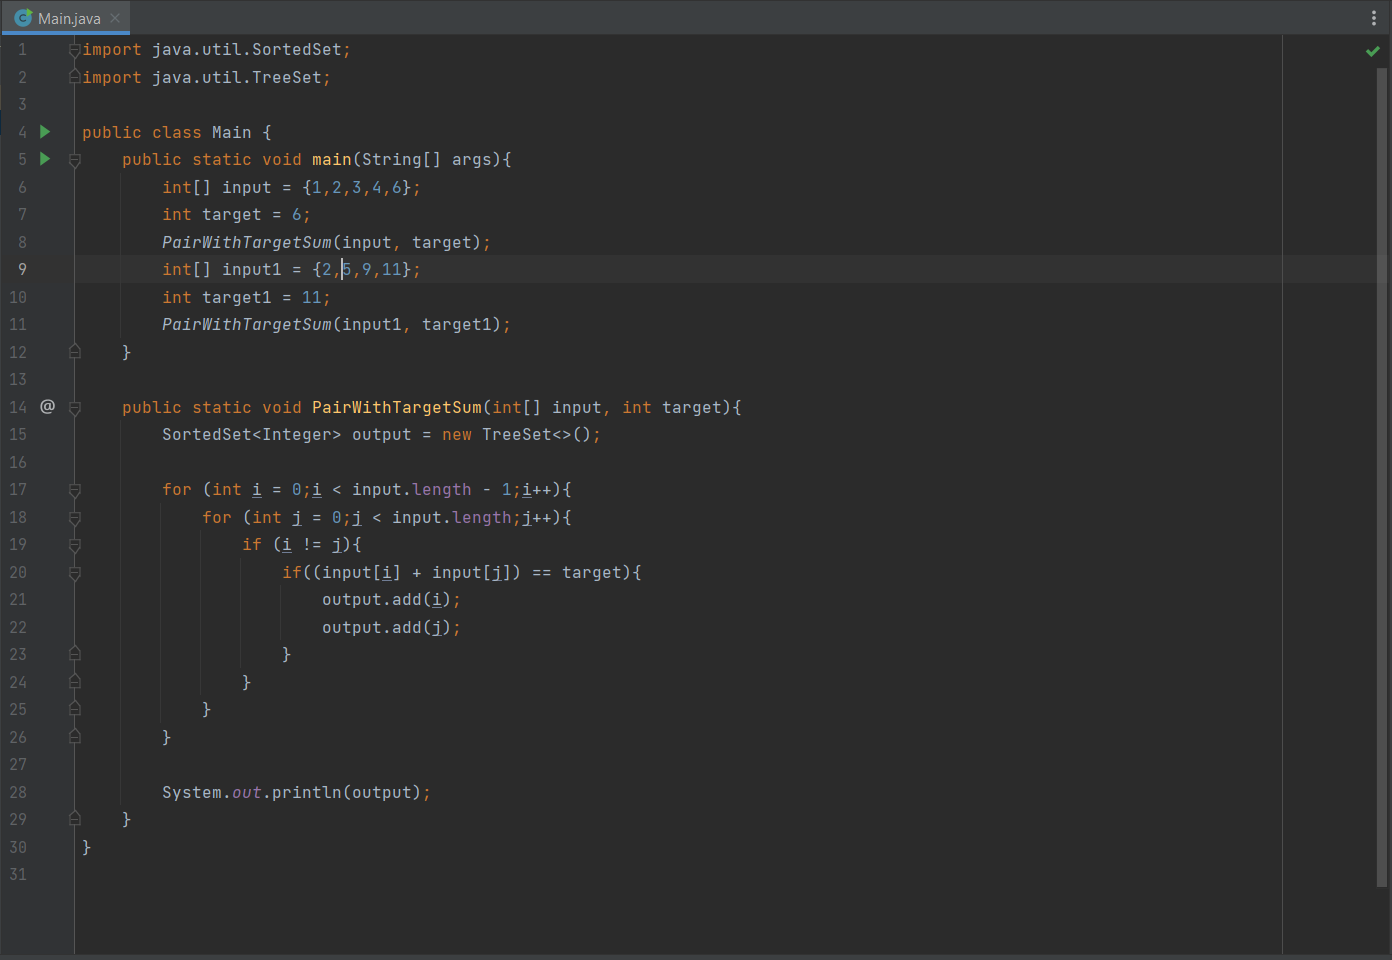 Main.java
1 import java.util.SortedSet;
2 import java.util.TreeSet;
3
4 public class Main {
5     public static void main(String[] args){
6         int[] input = {1,2,3,4,6};
7         int target = 6;
8         PairWithTargetSum(input, target);
9         int[] input1 = {2,5,9,11};
10         int target1 = 11;
11         PairWithTargetSum(input1, target1);
12     }
13
14 @    public static void PairWithTargetSum(int[] input, int target){
15         SortedSet<Integer> output = new TreeSet<>();
16
17         for (int i = 0;i < input.length - 1;i++){
18             for (int j = 0;j < input.length;j++){
19                 if (i != j){
20                     if((input[i] + input[j]) == target){
21                         output.add(i);
22                         output.add(j);
23                     }
24                 }
25             }
26         }
27
28         System.out.println(output);
29     }
30 }
31